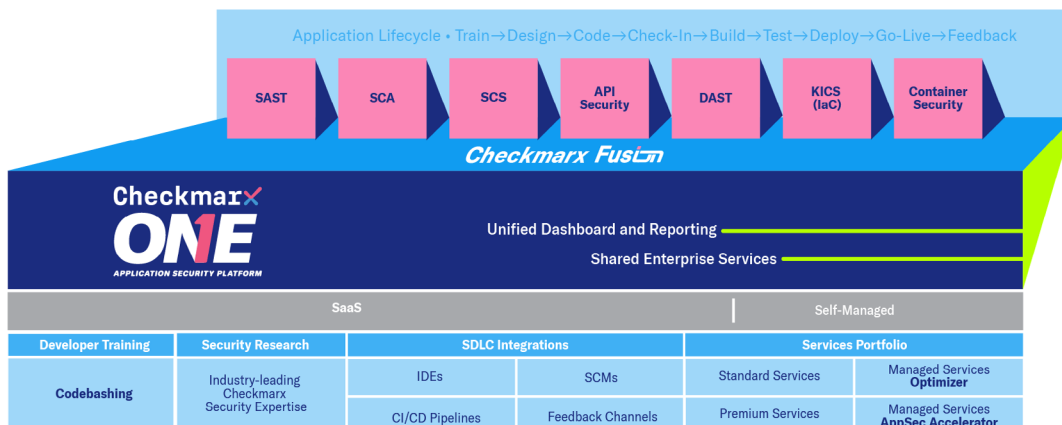 Application Lifecycle • Train→Design→Code→Check-In→Build→Test→Deploy→Go-Live→Feedback
SAST
SCA
SCS
API
Security
DAST
KICS
(IaC)
Container
Security
Checkmarx Fusion
Checkmarx
ONE
APPLICATION SECURITY PLATFORM
Unified Dashboard and Reporting
Shared Enterprise Services
SaaS
Self-Managed
Developer Training
Security Research
SDLC Integrations
Services Portfolio
Codebashing
Industry-leading
Checkmarx
Security Expertise
IDEs
SCMs
Standard Services
Managed Services
Optimizer
CI/CD Pipelines
Feedback Channels
Premium Services
Managed Services
AppSec Accelerator